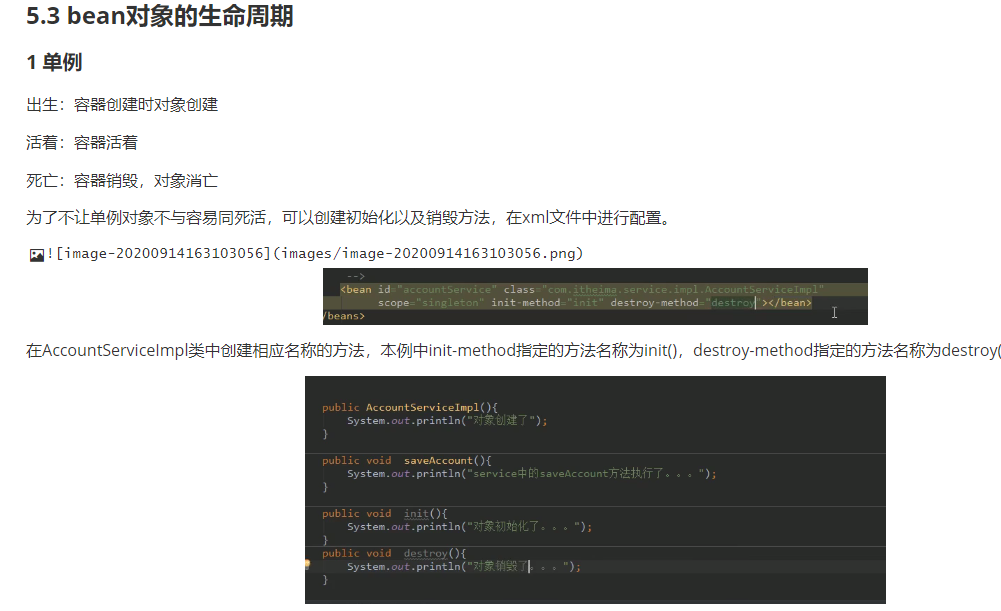 5.3 bean对象的生命周期
1 单例
出生：容器创建时对象创建
活着：容器活着
死亡：容器销毁，对象消亡
为了不让单例对象不与容易同死活，可以创建初始化以及销毁方法，在xml文件中进行配置。
![image-20200914163103056](images/image-20200914163103056.png)
-->
<bean id="accountService" class="com.itheima.service.impl.AccountServiceImpl"
scope="singleton" init-method="init" destroy-method="destroy"></bean>
/beans>
在AccountServiceImpl类中创建相应名称的方法，本例中init-method指定的方法名称为init()，destroy-method指定的方法名称为destroy(
public AccountServiceImpl(){
System.out.println("对象创建了");
}
public void saveAccount(){
System.out.println("service中的saveAccount方法执行了。。。");
}
public void init(){
System.out.println("对象初始化了。。。");
}
public void destroy(){
System.out.println("对象销毁了。。。");
}